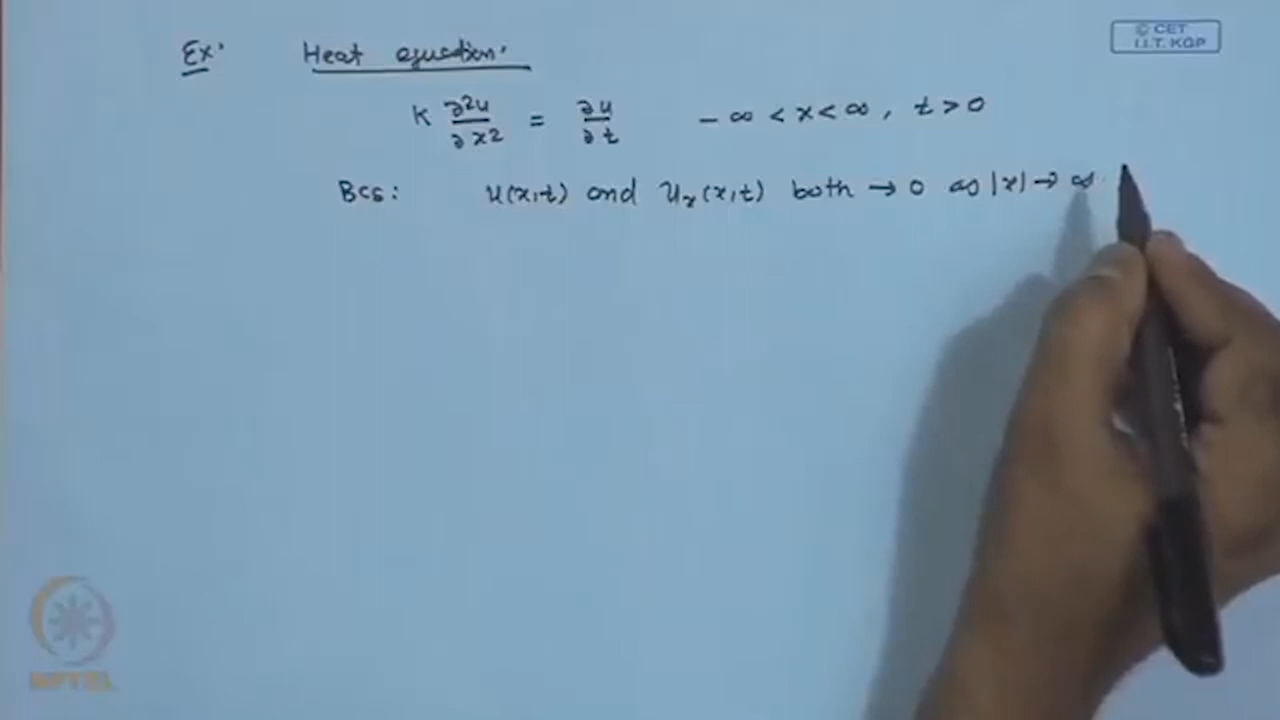 © CET
I.I.T. KGP
Ex. Heat equation.
K ∂²u/∂x² = ∂u/∂t   -∞ < x < ∞, t > 0
BCs: u(x,t) and uₓ(x,t) both → 0 as |x| → ∞
NPTEL